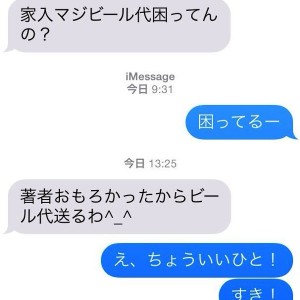 家入マジビール代困ってん
の？
iMessage
今日 9:31
困ってるー
今日 13:25
著者おもろかったからビー
ル代送るわ^_^
え、ちょういいひと！
すき！